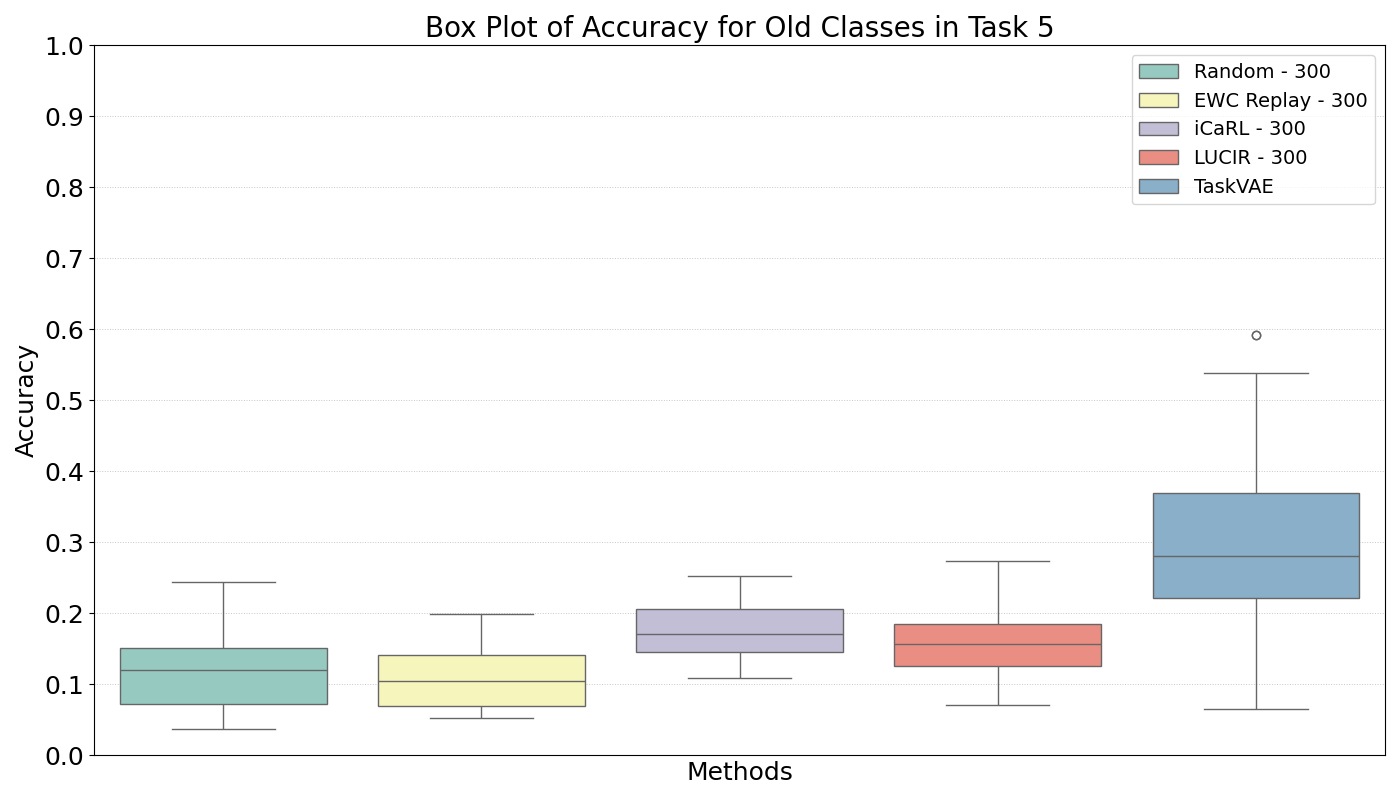 Box Plot of Accuracy for Old Classes in Task 5
1.0
0.9
0.8
0.7
0.6
0.5
0.4
0.3
0.2
0.1
0.0
Accuracy
Methods
Random - 300
EWC Replay - 300
iCaRL - 300
LUCIR - 300
TaskVAE